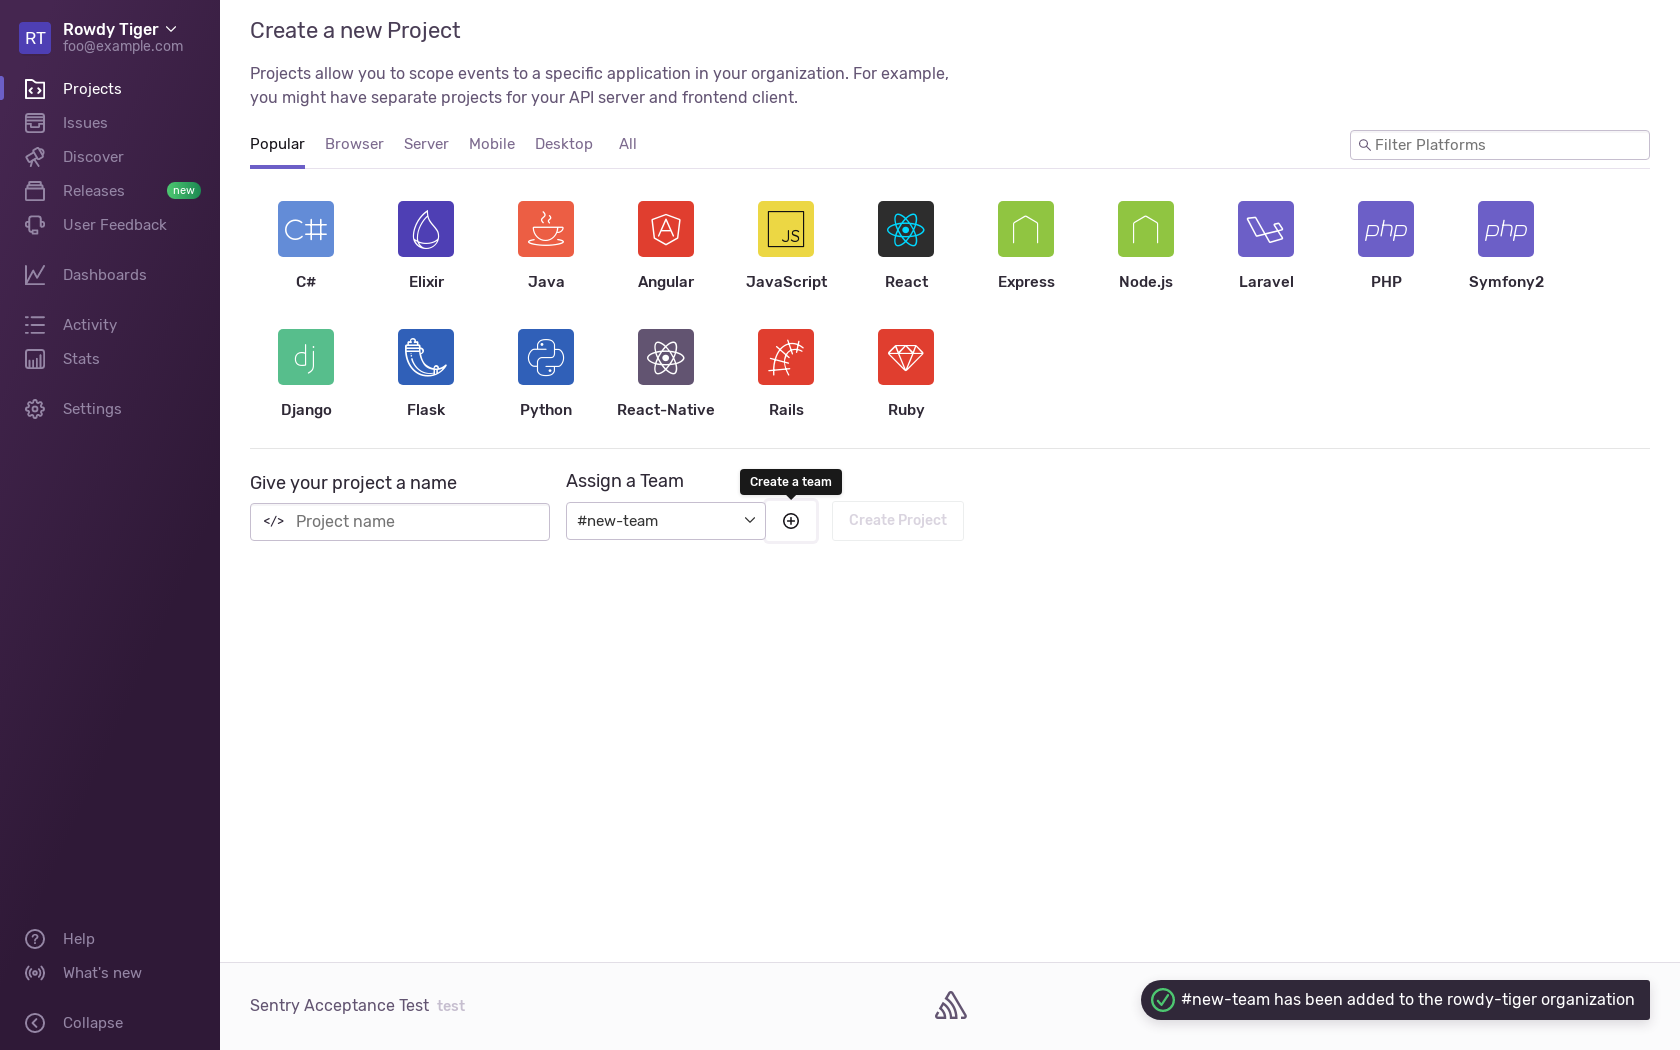 RT
Rowdy Tiger
foo@example.com
Projects
Issues
Discover
Releases
new
User Feedback
Dashboards
Activity
Stats
Settings
Help
What's new
Collapse
Create a new Project
Projects allow you to scope events to a specific application in your organization. For example,
you might have separate projects for your API server and frontend client.
Popular Browser Server Mobile Desktop All
Filter Platforms
C#
JS
php
php
C# Elixir Java Angular JavaScript React Express Node.js Laravel PHP Symfony2
dj
Django Flask Python React-Native Rails Ruby
Give your project a name
Assign a Team
Create a team
</> Project name
#new-team
Create Project
Sentry Acceptance Test test
#new-team has been added to the rowdy-tiger organization